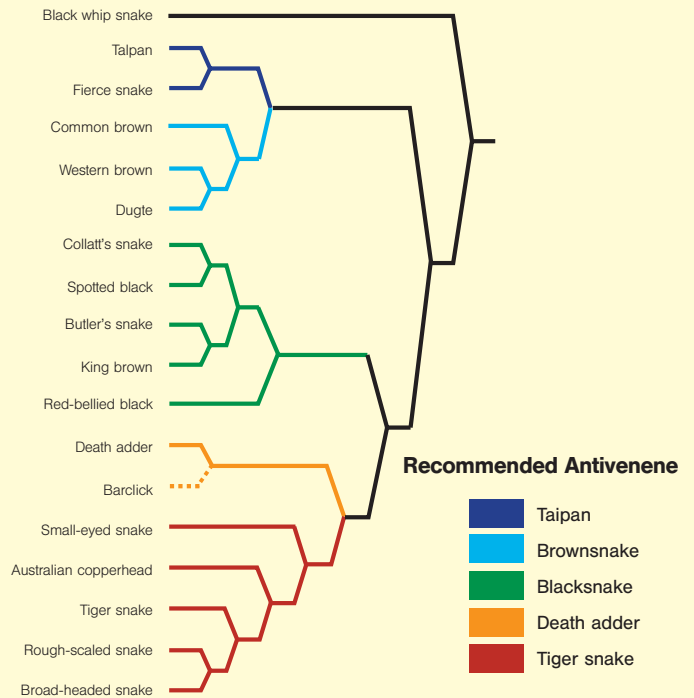 Black whip snake
Talpan
Fierce snake
Common brown
Western brown
Dugte
Collatt's snake
Spotted black
Butler's snake
King brown
Red-bellied black
Death adder
Barclick
Small-eyed snake
Australian copperhead
Tiger snake
Rough-scaled snake
Broad-headed snake
Recommended Antivenene
Taipan
Brownsnake
Blacksnake
Death adder
Tiger snake